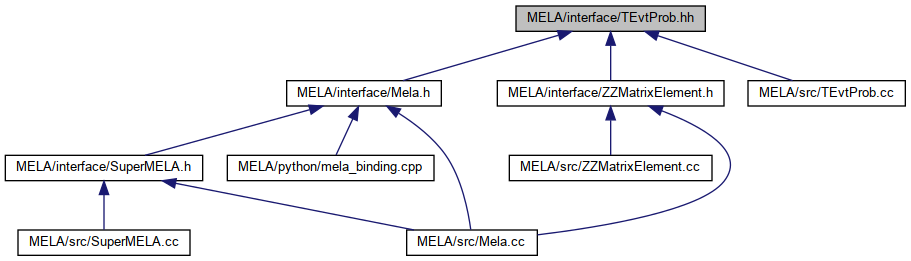 MELA/interface/TEvtProb.hh
MELA/interface/Mela.h
MELA/interface/ZZMatrixElement.h
MELA/src/TEvtProb.cc
MELA/interface/SuperMELA.h
MELA/python/mela_binding.cpp
MELA/src/ZZMatrixElement.cc
MELA/src/SuperMELA.cc
MELA/src/Mela.cc